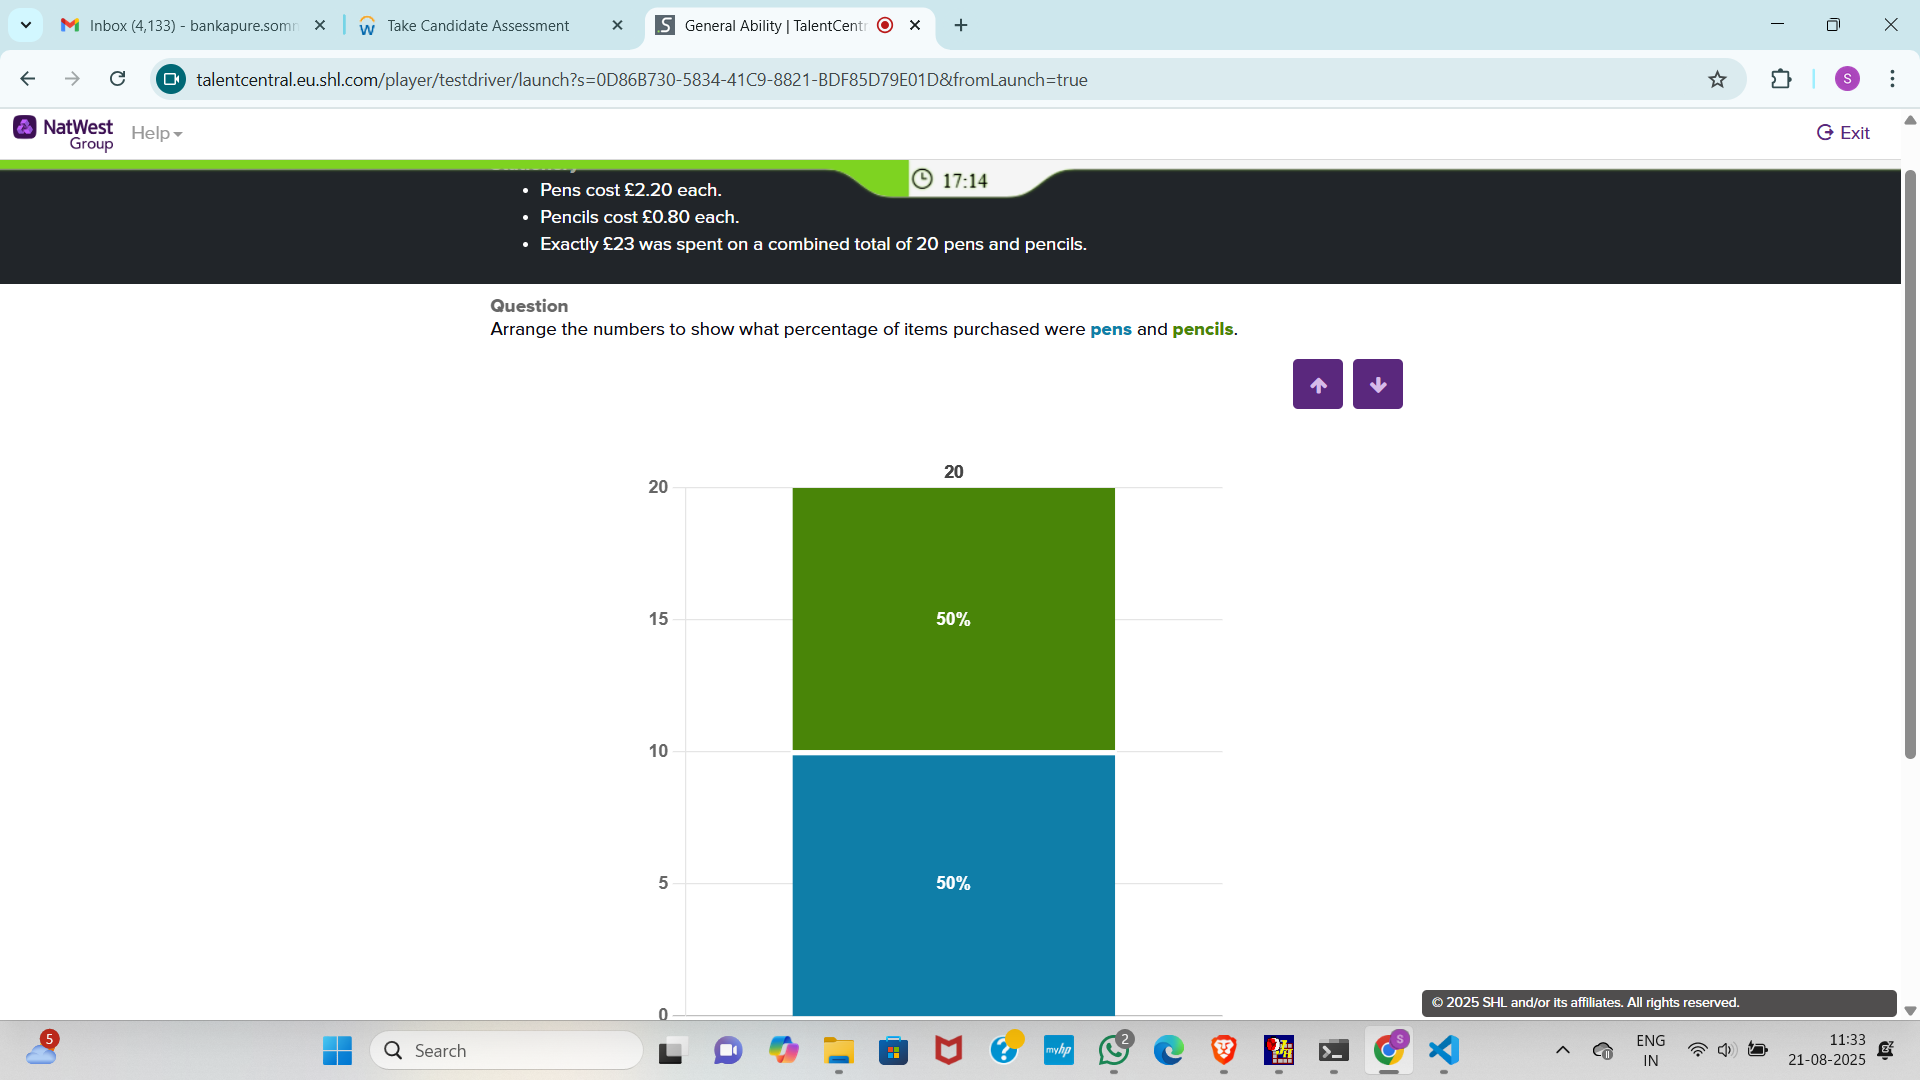 Inbox (4,133) - bankapure.somn
Take Candidate Assessment
General Ability | TalentCentr
talentcentral.eu.shl.com/player/testdriver/launch?s=0D86B730-5834-41C9-8821-BDF85D79E01D&fromLaunch=true
S
NatWest
Group
Help
Exit
17:14
• Pens cost £2.20 each.
• Pencils cost £0.80 each.
• Exactly £23 was spent on a combined total of 20 pens and pencils.
Question
Arrange the numbers to show what percentage of items purchased were pens and pencils.
20
20
50%
15
10
50%
5
0
© 2025 SHL and/or its affiliates. All rights reserved.
5
Search
myhp
2
S
ENG
IN
11:33
21-08-2025